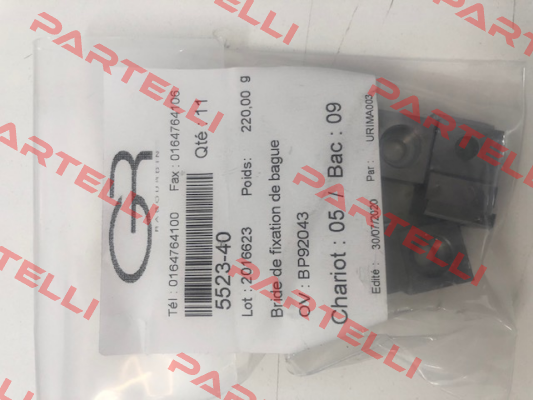 GR
RABOURDIN
Tél : 0164764100 Fax : 0164764106
5523-40 Qté : 11
Lot : 2016623 Poids: 220,00 g
Bride de fixation de bague
OV : BP92043
Chariot : 05 / Bac : 09
Edité : 30/07/2020 Par : URIMA003
PARTELLI
PARTELLI
PARTELLI
PARTELLI
PARTELLI